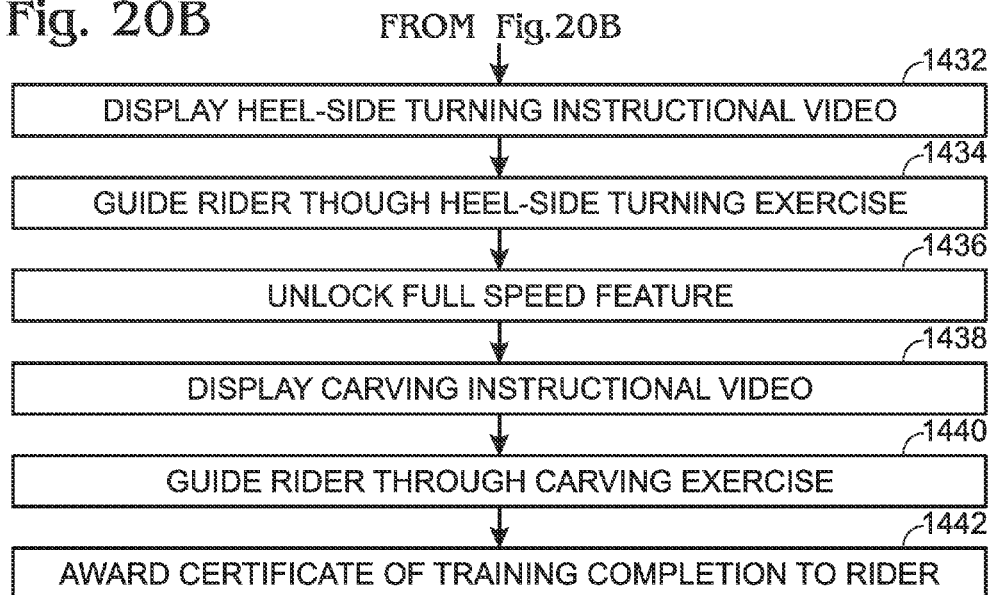 Fig. 20B
FROM Fig.20B
1432
DISPLAY HEEL-SIDE TURNING INSTRUCTIONAL VIDEO
1434
GUIDE RIDER THOUGH HEEL-SIDE TURNING EXERCISE
1436
UNLOCK FULL SPEED FEATURE
1438
DISPLAY CARVING INSTRUCTIONAL VIDEO
1440
GUIDE RIDER THROUGH CARVING EXERCISE
1442
AWARD CERTIFICATE OF TRAINING COMPLETION TO RIDER